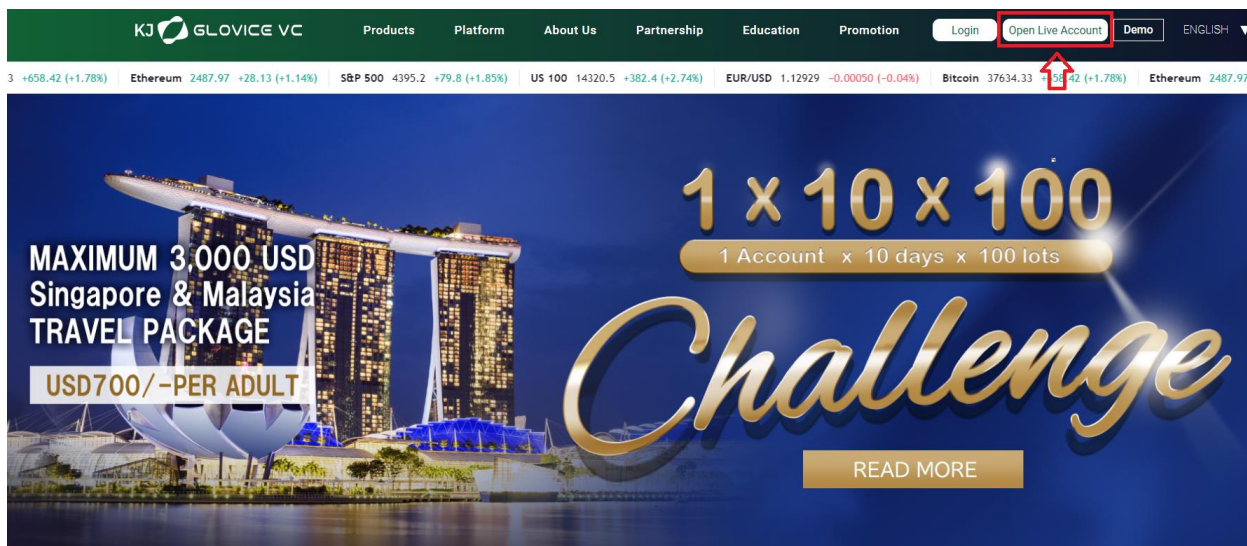 KJ GLOVICE VC Products Platform About Us Partnership Education Promotion Login Open Live Account Demo ENGLISH
3 +658.42 (+1.78%) Ethereum 2487.97 +28.13 (+1.14%) S&P 500 4395.2 +79.8 (+1.85%) US 100 14320.5 +382.4 (+2.74%) EUR/USD 1.12929 −0.00050 (−0.04%) Bitcoin 37634.33 +658.42 (+1.78%) Ethereum 2487.97
1 x 10 x 100
1 Account x 10 days x 100 lots
MAXIMUM 3,000 USD
Singapore & Malaysia
TRAVEL PACKAGE
USD700/-PER ADULT
Challenge
READ MORE